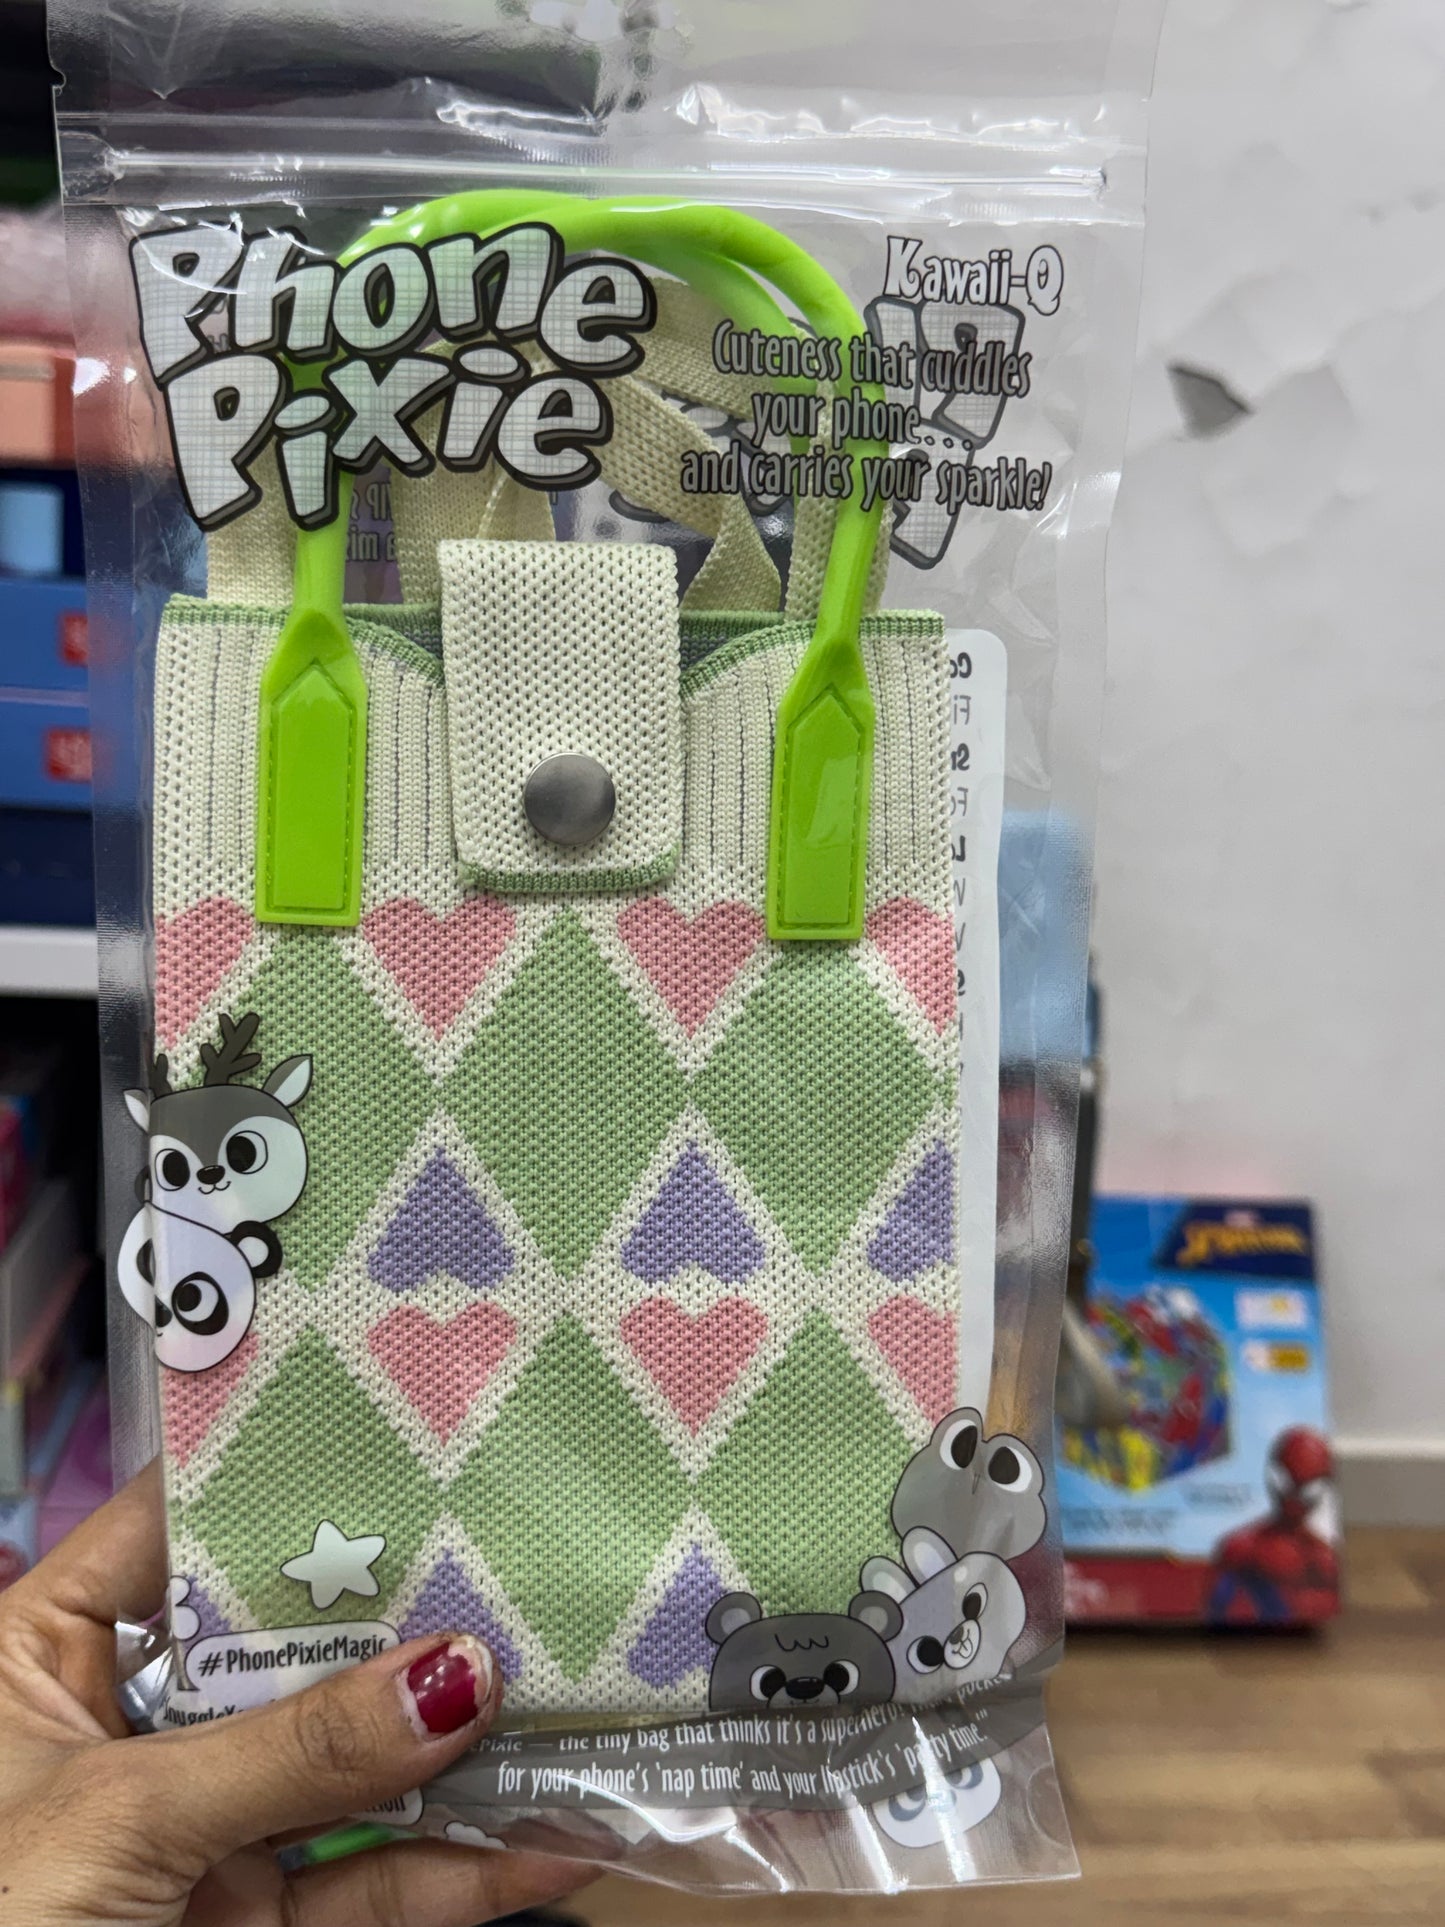 Phone
Pixie
Kawaii-Q
Cuteness that cuddles
your phone...
and carries your sparkle!
#PhonePixieMagic
Pixie — the tiny bag that thinks it's a superhero!
for your phone's 'nap time' and your lipstick's 'party time.'"